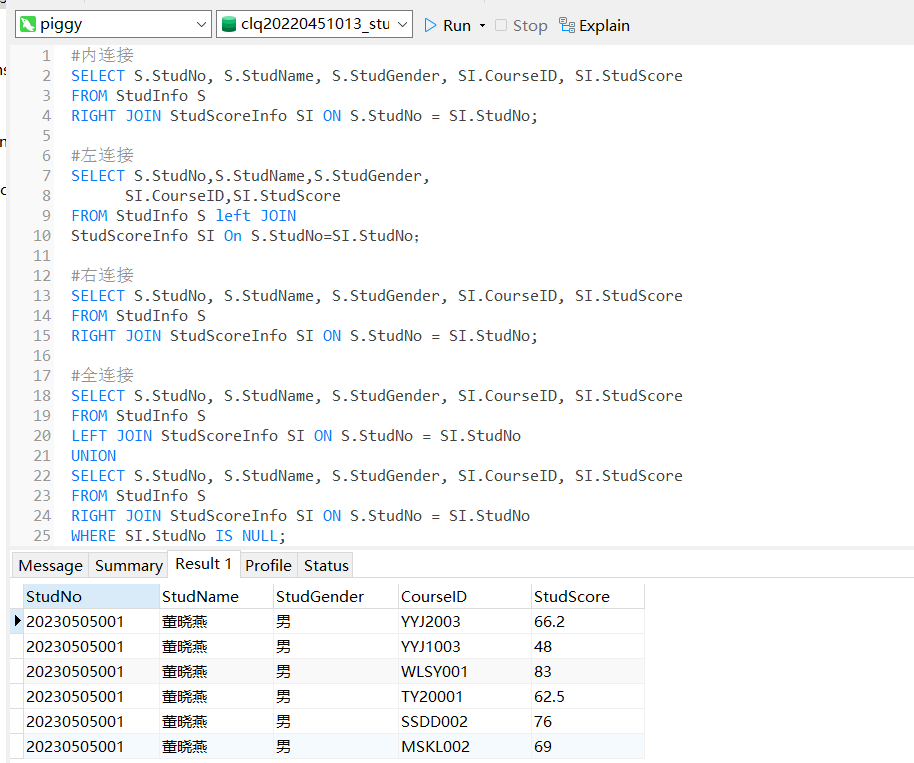 piggy clq20220451013_stu Run Stop Explain
1 #内连接
2 SELECT S.StudNo, S.StudName, S.StudGender, SI.CourseID, SI.StudScore
3 FROM StudInfo S
4 RIGHT JOIN StudScoreInfo SI ON S.StudNo = SI.StudNo;
5
6 #左连接
7 SELECT S.StudNo,S.StudName,S.StudGender,
8 SI.CourseID,SI.StudScore
9 FROM StudInfo S left JOIN
10 StudScoreInfo SI On S.StudNo=SI.StudNo;
11
12 #右连接
13 SELECT S.StudNo, S.StudName, S.StudGender, SI.CourseID, SI.StudScore
14 FROM StudInfo S
15 RIGHT JOIN StudScoreInfo SI ON S.StudNo = SI.StudNo;
16
17 #全连接
18 SELECT S.StudNo, S.StudName, S.StudGender, SI.CourseID, SI.StudScore
19 FROM StudInfo S
20 LEFT JOIN StudScoreInfo SI ON S.StudNo = SI.StudNo
21 UNION
22 SELECT S.StudNo, S.StudName, S.StudGender, SI.CourseID, SI.StudScore
23 FROM StudInfo S
24 RIGHT JOIN StudScoreInfo SI ON S.StudNo = SI.StudNo
25 WHERE SI.StudNo IS NULL;
Message Summary Result 1 Profile Status
StudNo StudName StudGender CourseID StudScore
20230505001 董晓燕 男 YYJ2003 66.2
20230505001 董晓燕 男 YYJ1003 48
20230505001 董晓燕 男 WLSY001 83
20230505001 董晓燕 男 TY20001 62.5
20230505001 董晓燕 男 SSDD002 76
20230505001 董晓燕 男 MSKL002 69